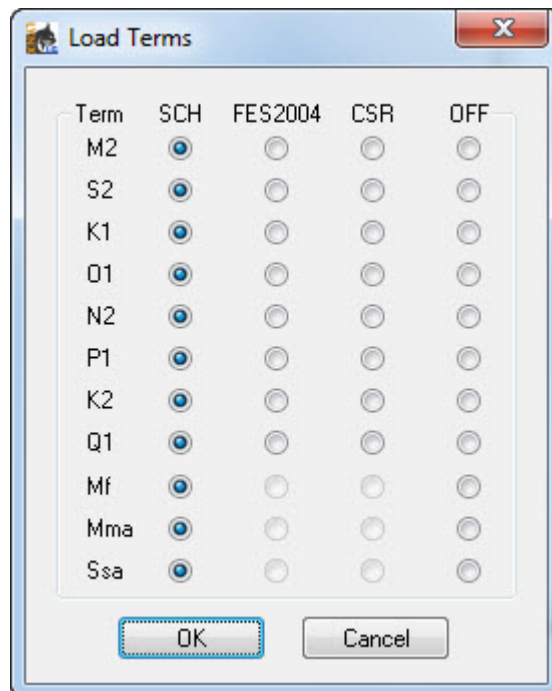 Load Terms
Term SCH FES2004 CSR OFF
M2
S2
K1
O1
N2
P1
K2
Q1
Mf
Mma
Ssa
OK Cancel